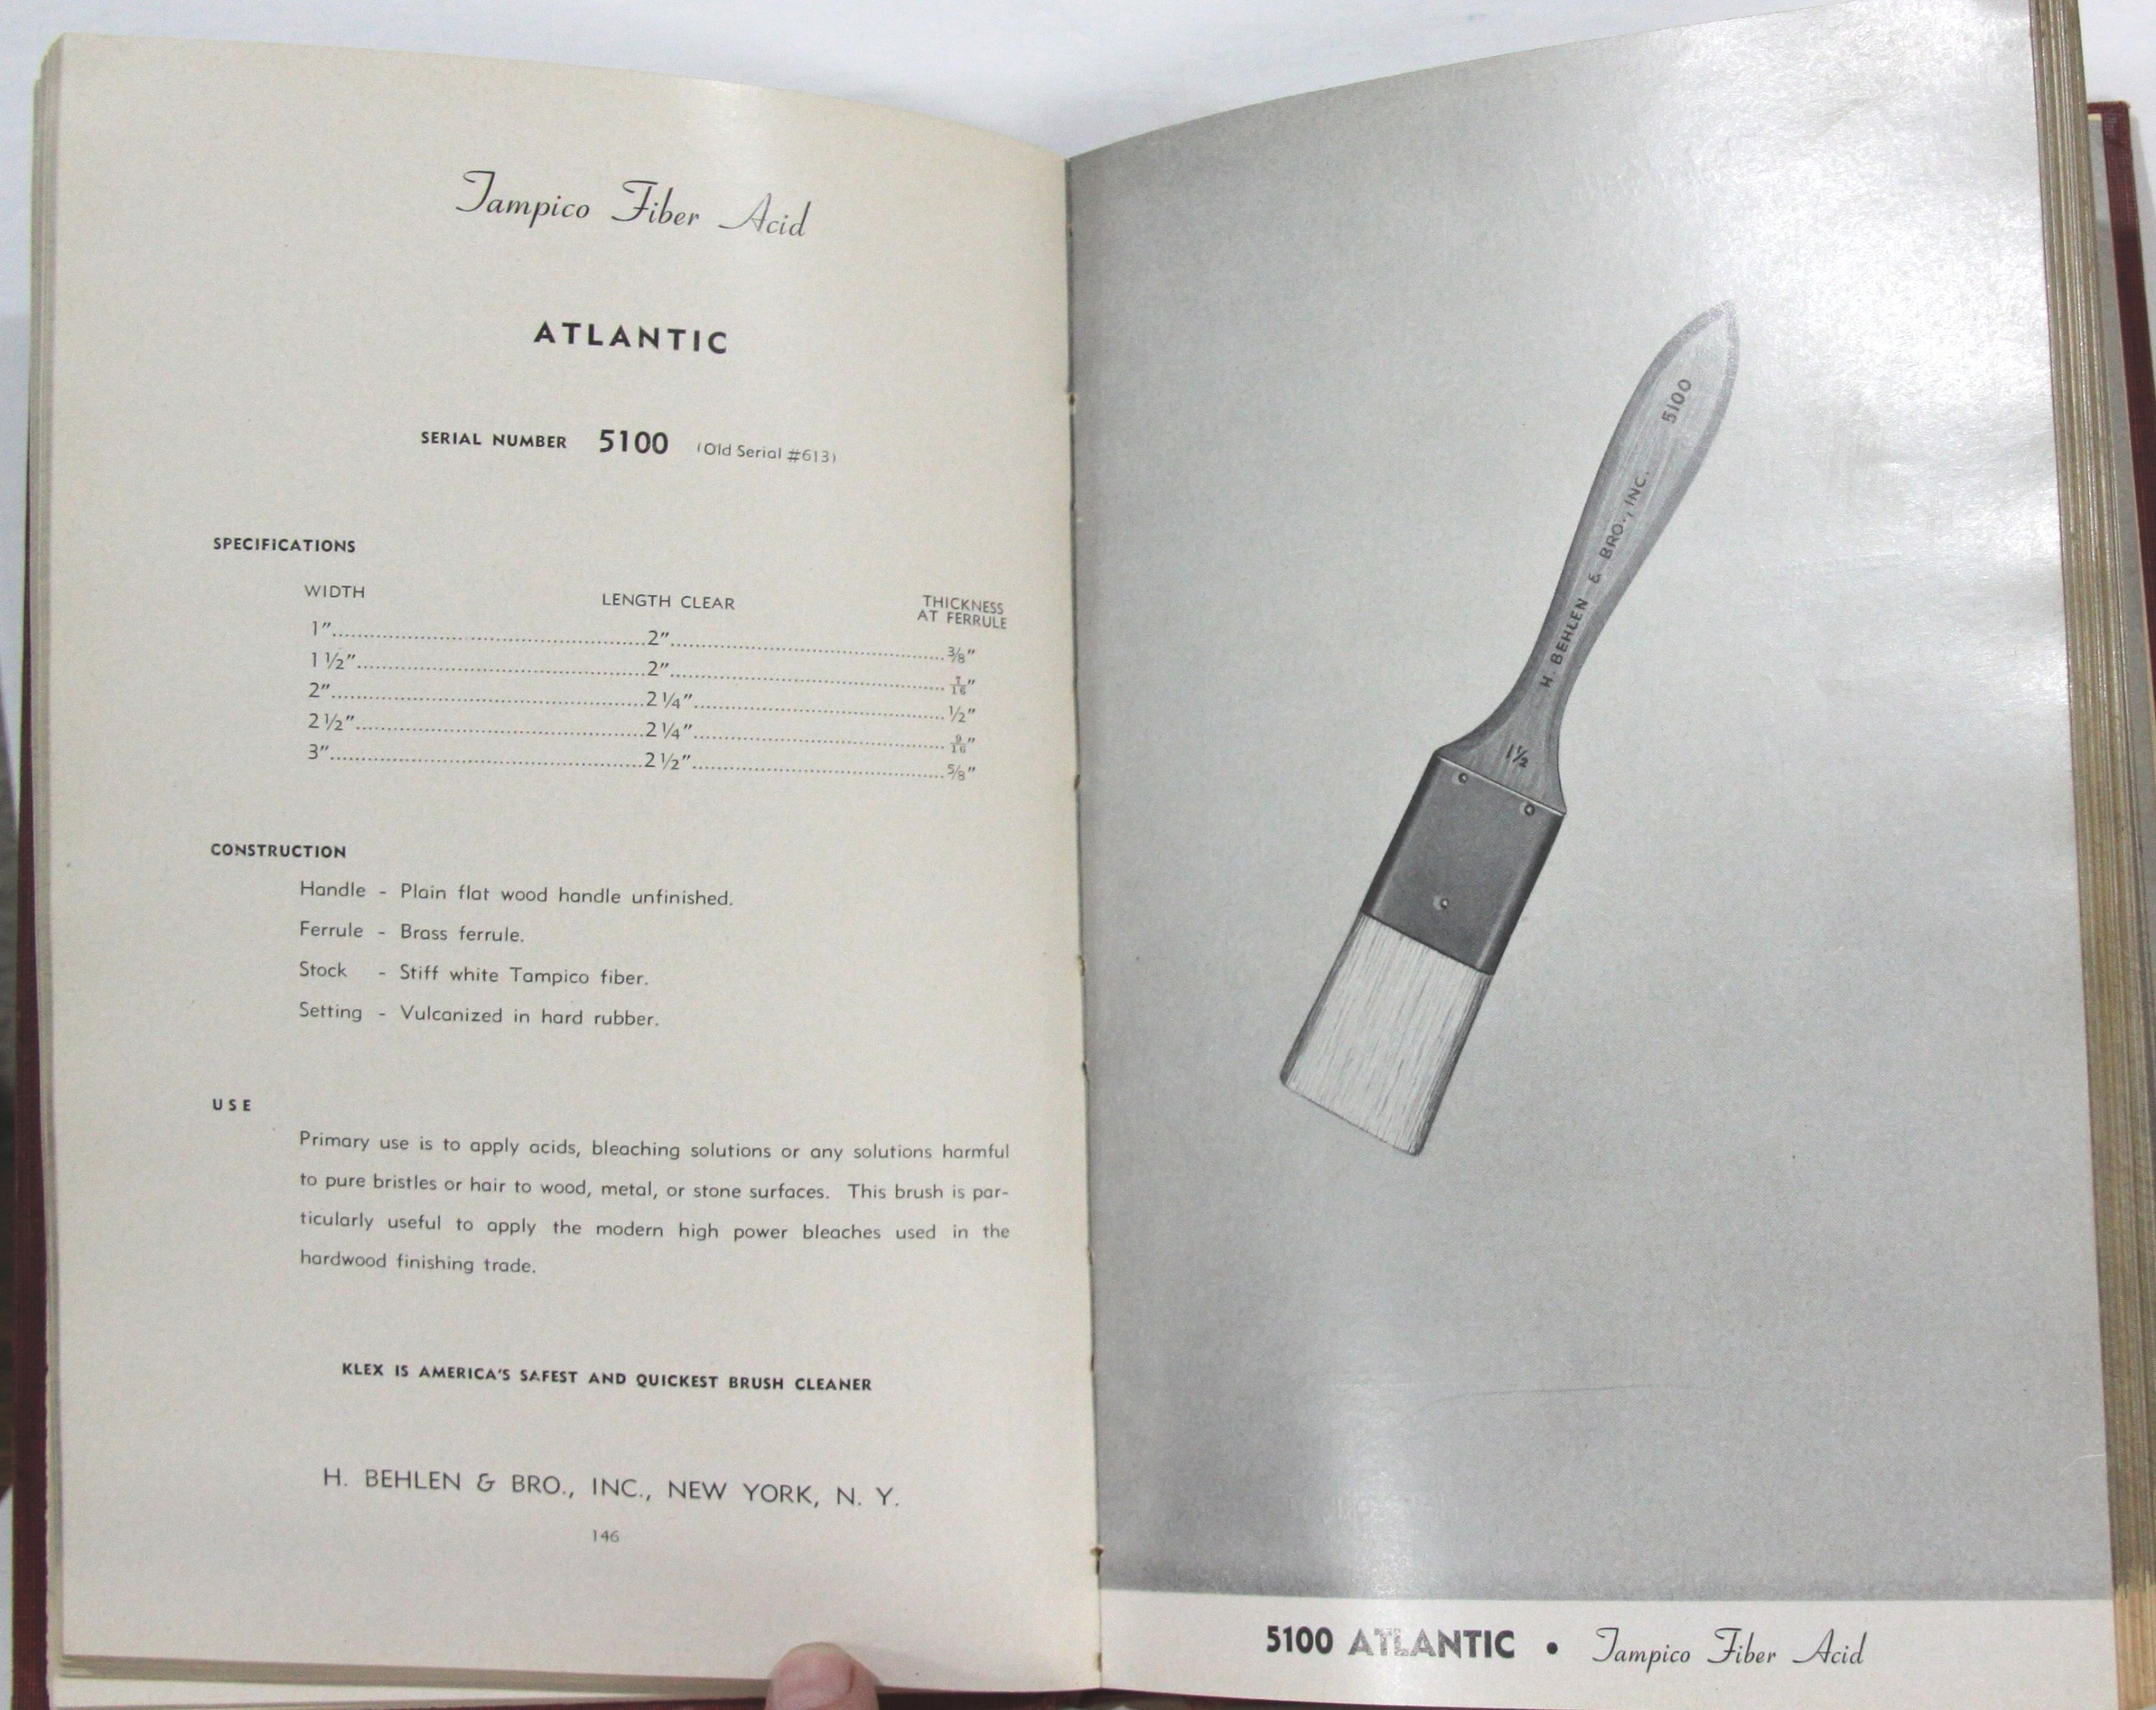 Tampico Fiber Acid
ATLANTIC
SERIAL NUMBER 5100 (Old Serial #613)
SPECIFICATIONS
WIDTH LENGTH CLEAR THICKNESS
AT FERRULE
1"........................................2"........................................3/8"
1 1/2"........................................2"........................................7/16"
2"........................................2 1/4"........................................1/2"
2 1/2"........................................2 1/4"........................................9/16"
3"........................................2 1/2"........................................5/8"
CONSTRUCTION
Handle - Plain flat wood handle unfinished.
Ferrule - Brass ferrule.
Stock - Stiff white Tampico fiber.
Setting - Vulcanized in hard rubber.
USE
Primary use is to apply acids, bleaching solutions or any solutions harmful
to pure bristles or hair to wood, metal, or stone surfaces. This brush is par-
ticularly useful to apply the modern high power bleaches used in the
hardwood finishing trade.
KLEX IS AMERICA'S SAFEST AND QUICKEST BRUSH CLEANER
H. BEHLEN & BRO., INC., NEW YORK, N. Y.
146
5100
H. BEHLEN & BRO., INC.
1 1/2
5100 ATLANTIC • Tampico Fiber Acid